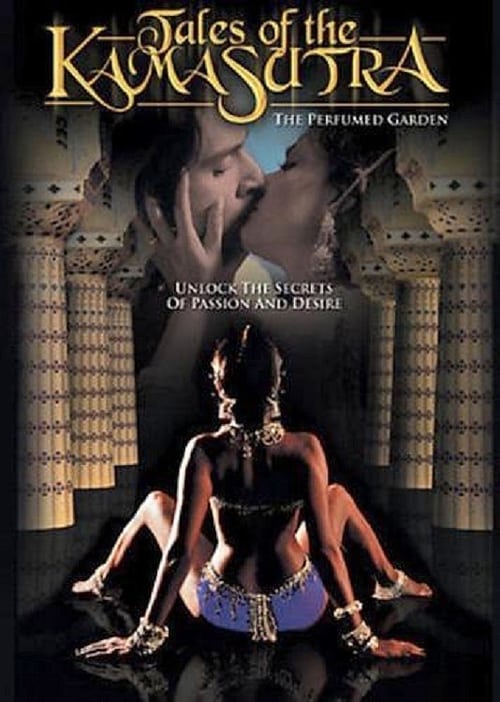 Tales of the
KamaSutra
The Perfumed Garden
Unlock The Secrets
Of Passion And Desire